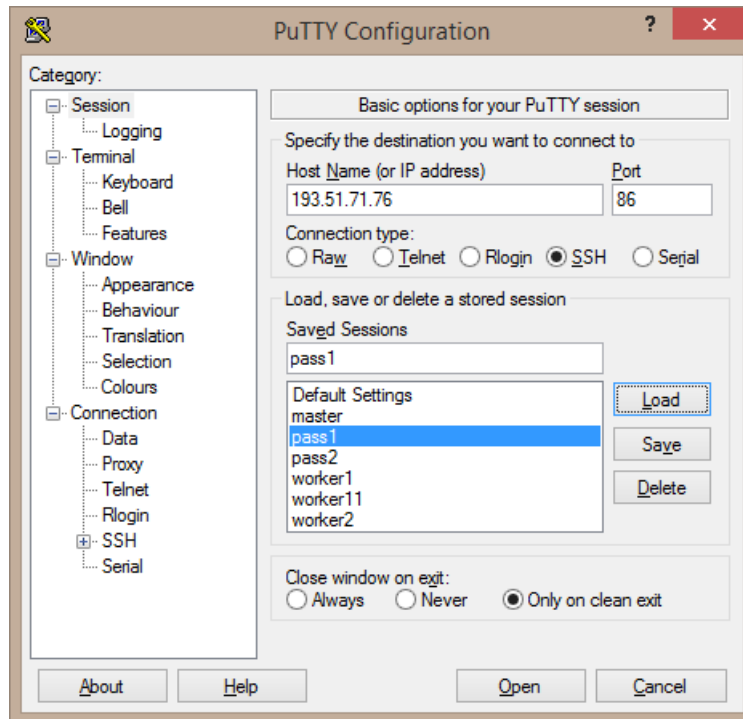 PuTTY Configuration
?
×
Category:
Session
Logging
Terminal
Keyboard
Bell
Features
Window
Appearance
Behaviour
Translation
Selection
Colours
Connection
Data
Proxy
Telnet
Rlogin
SSH
Serial
Basic options for your PuTTY session
Specify the destination you want to connect to
Host Name (or IP address) Port
193.51.71.76 86
Connection type:
Raw Telnet Rlogin SSH Serial
Load, save or delete a stored session
Saved Sessions
pass1
Default Settings
master
pass1
pass2
worker1
worker11
worker2
Load
Save
Delete
Close window on exit:
Always Never Only on clean exit
About Help Open Cancel